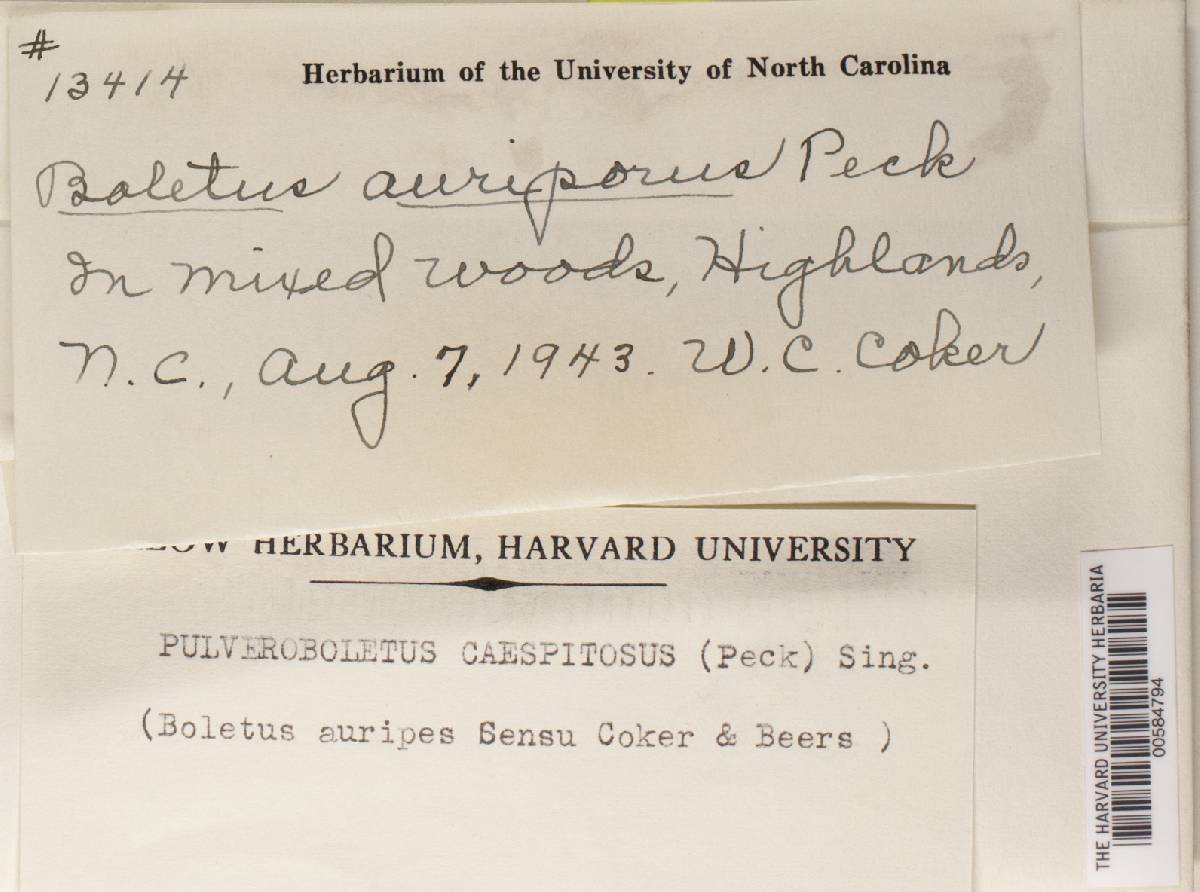 #
13414
Herbarium of the University of North Carolina
Boletus auriporus Peck
In mixed woods, Highlands,
N.C., Aug. 7, 1943. W.C. Coker
HERBARIUM, HARVARD UNIVERSITY
PULVEROBOLETUS CAESPITOSUS (Peck) Sing.
(Boletus auripes Sensu Coker & Beers )
THE HARVARD UNIVERSITY HERBARIA
00584794